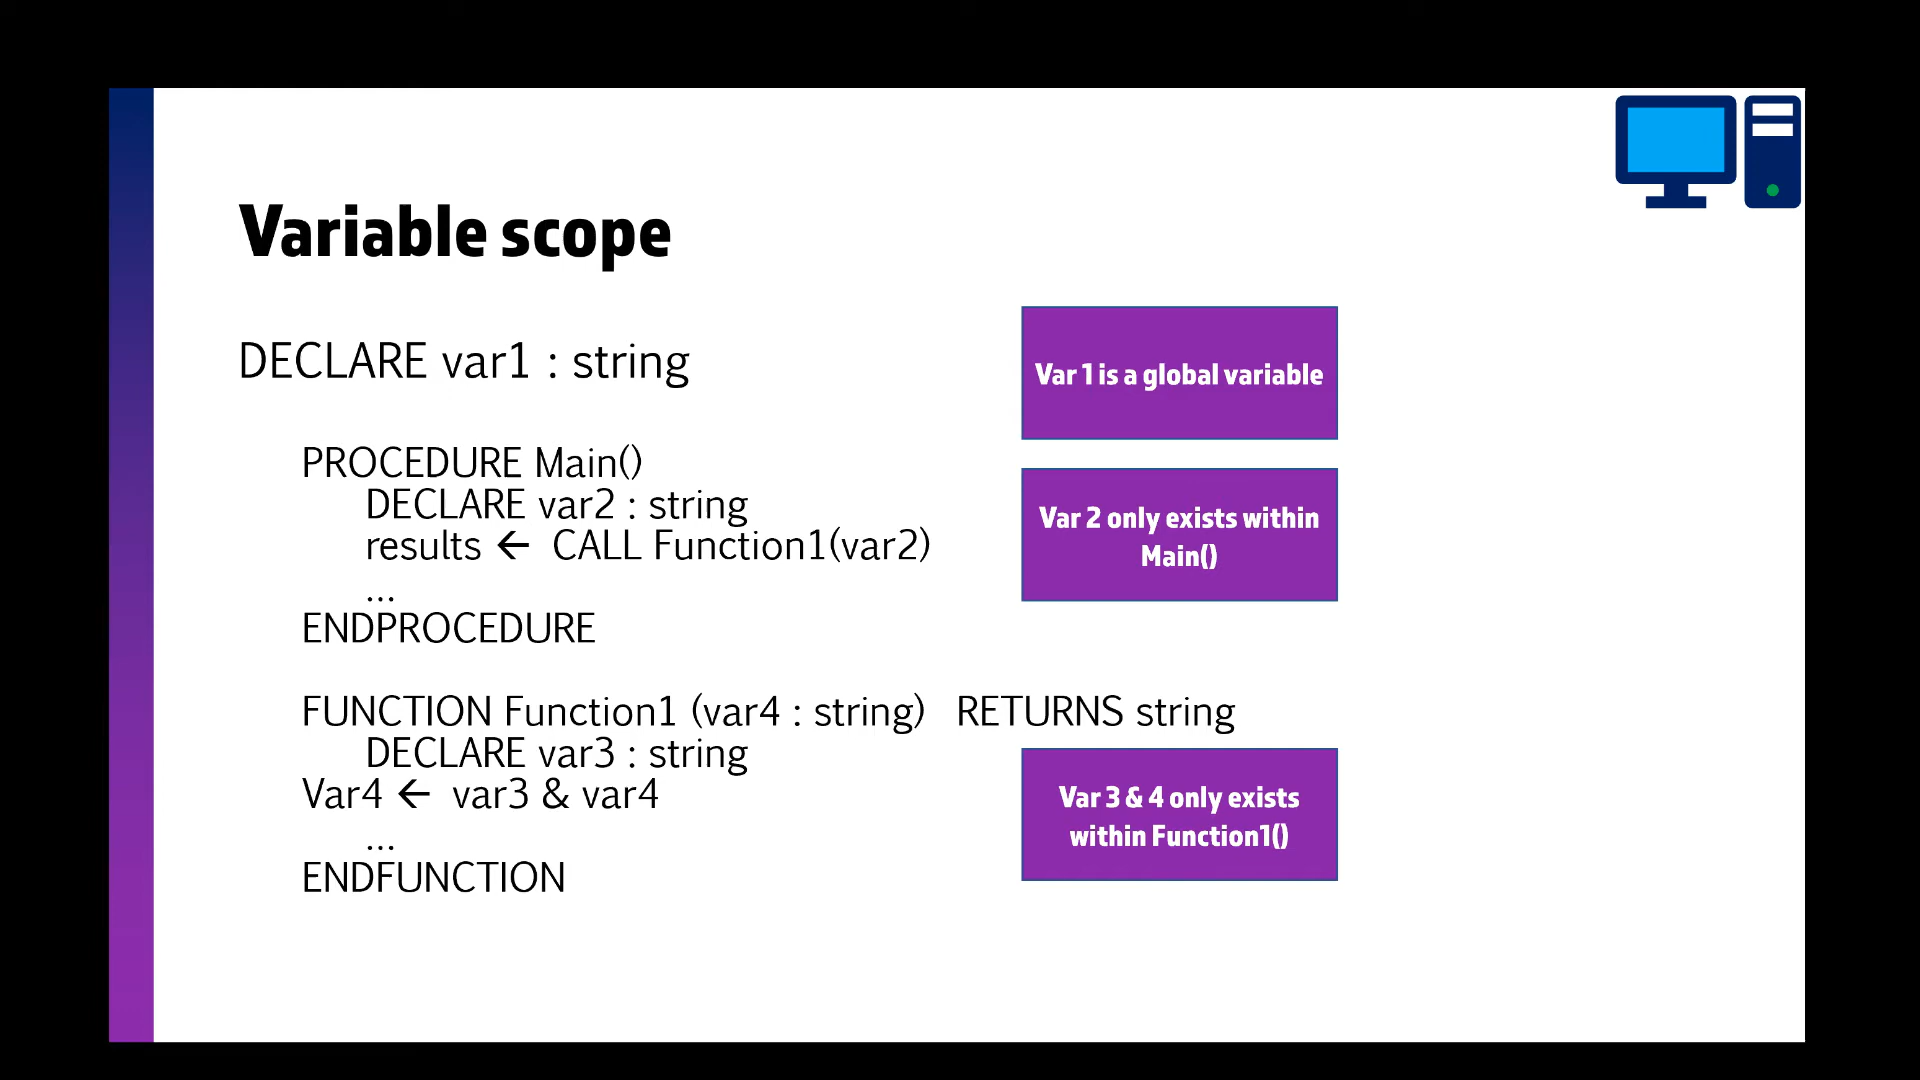 Variable scope
DECLARE var1 : string
Var 1 is a global variable
PROCEDURE Main()
DECLARE var2 : string
results ← CALL Function1(var2)
...
ENDPROCEDURE
Var 2 only exists within
Main()
FUNCTION Function1 (var4 : string) RETURNS string
DECLARE var3 : string
Var4 ← var3 & var4
...
ENDFUNCTION
Var 3 & 4 only exists
within Function1()